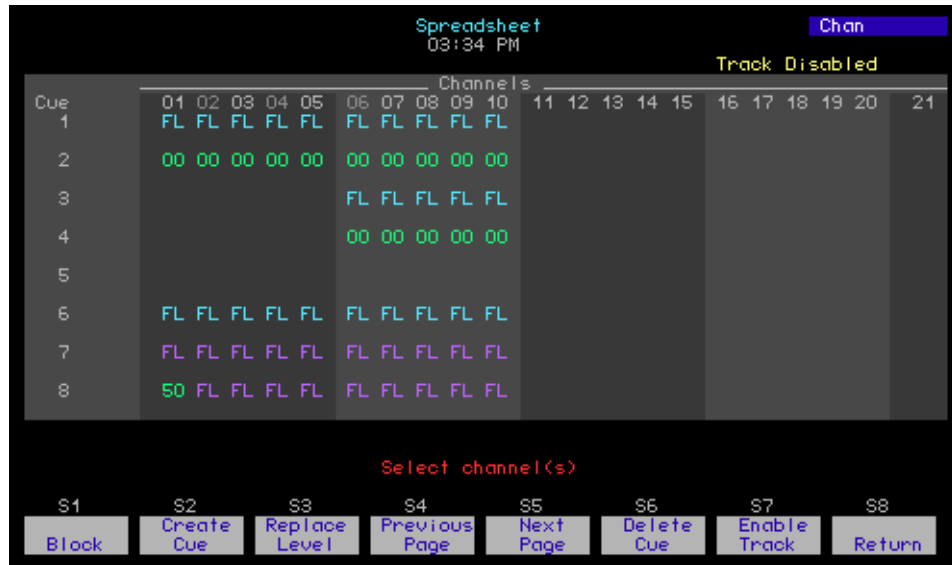 Spreadsheet Chan
03:34 PM
Track Disabled
Channels
Cue 01 02 03 04 05 06 07 08 09 10 11 12 13 14 15 16 17 18 19 20 21
1 FL FL FL FL FL FL FL FL FL FL
2 00 00 00 00 00 00 00 00 00 00
3 FL FL FL FL FL
4 00 00 00 00 00
5
6 FL FL FL FL FL FL FL FL FL FL
7 FL FL FL FL FL FL FL FL FL FL
8 50 FL FL FL FL FL FL FL FL FL
Select channel(s)
S1 S2 S3 S4 S5 S6 S7 S8
Create Replace Previous Next Delete Enable
Block Cue Level Page Page Cue Track Return